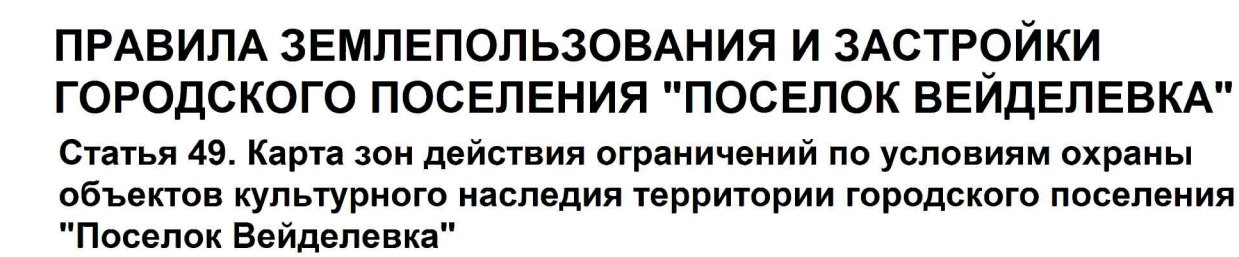 ПРАВИЛА ЗЕМЛЕПОЛЬЗОВАНИЯ И ЗАСТРОЙКИ
ГОРОДСКОГО ПОСЕЛЕНИЯ "ПОСЕЛОК ВЕЙДЕЛЕВКА"
Статья 49. Карта зон действия ограничений по условиям охраны
объектов культурного наследия территории городского поселения
"Поселок Вейделевка"